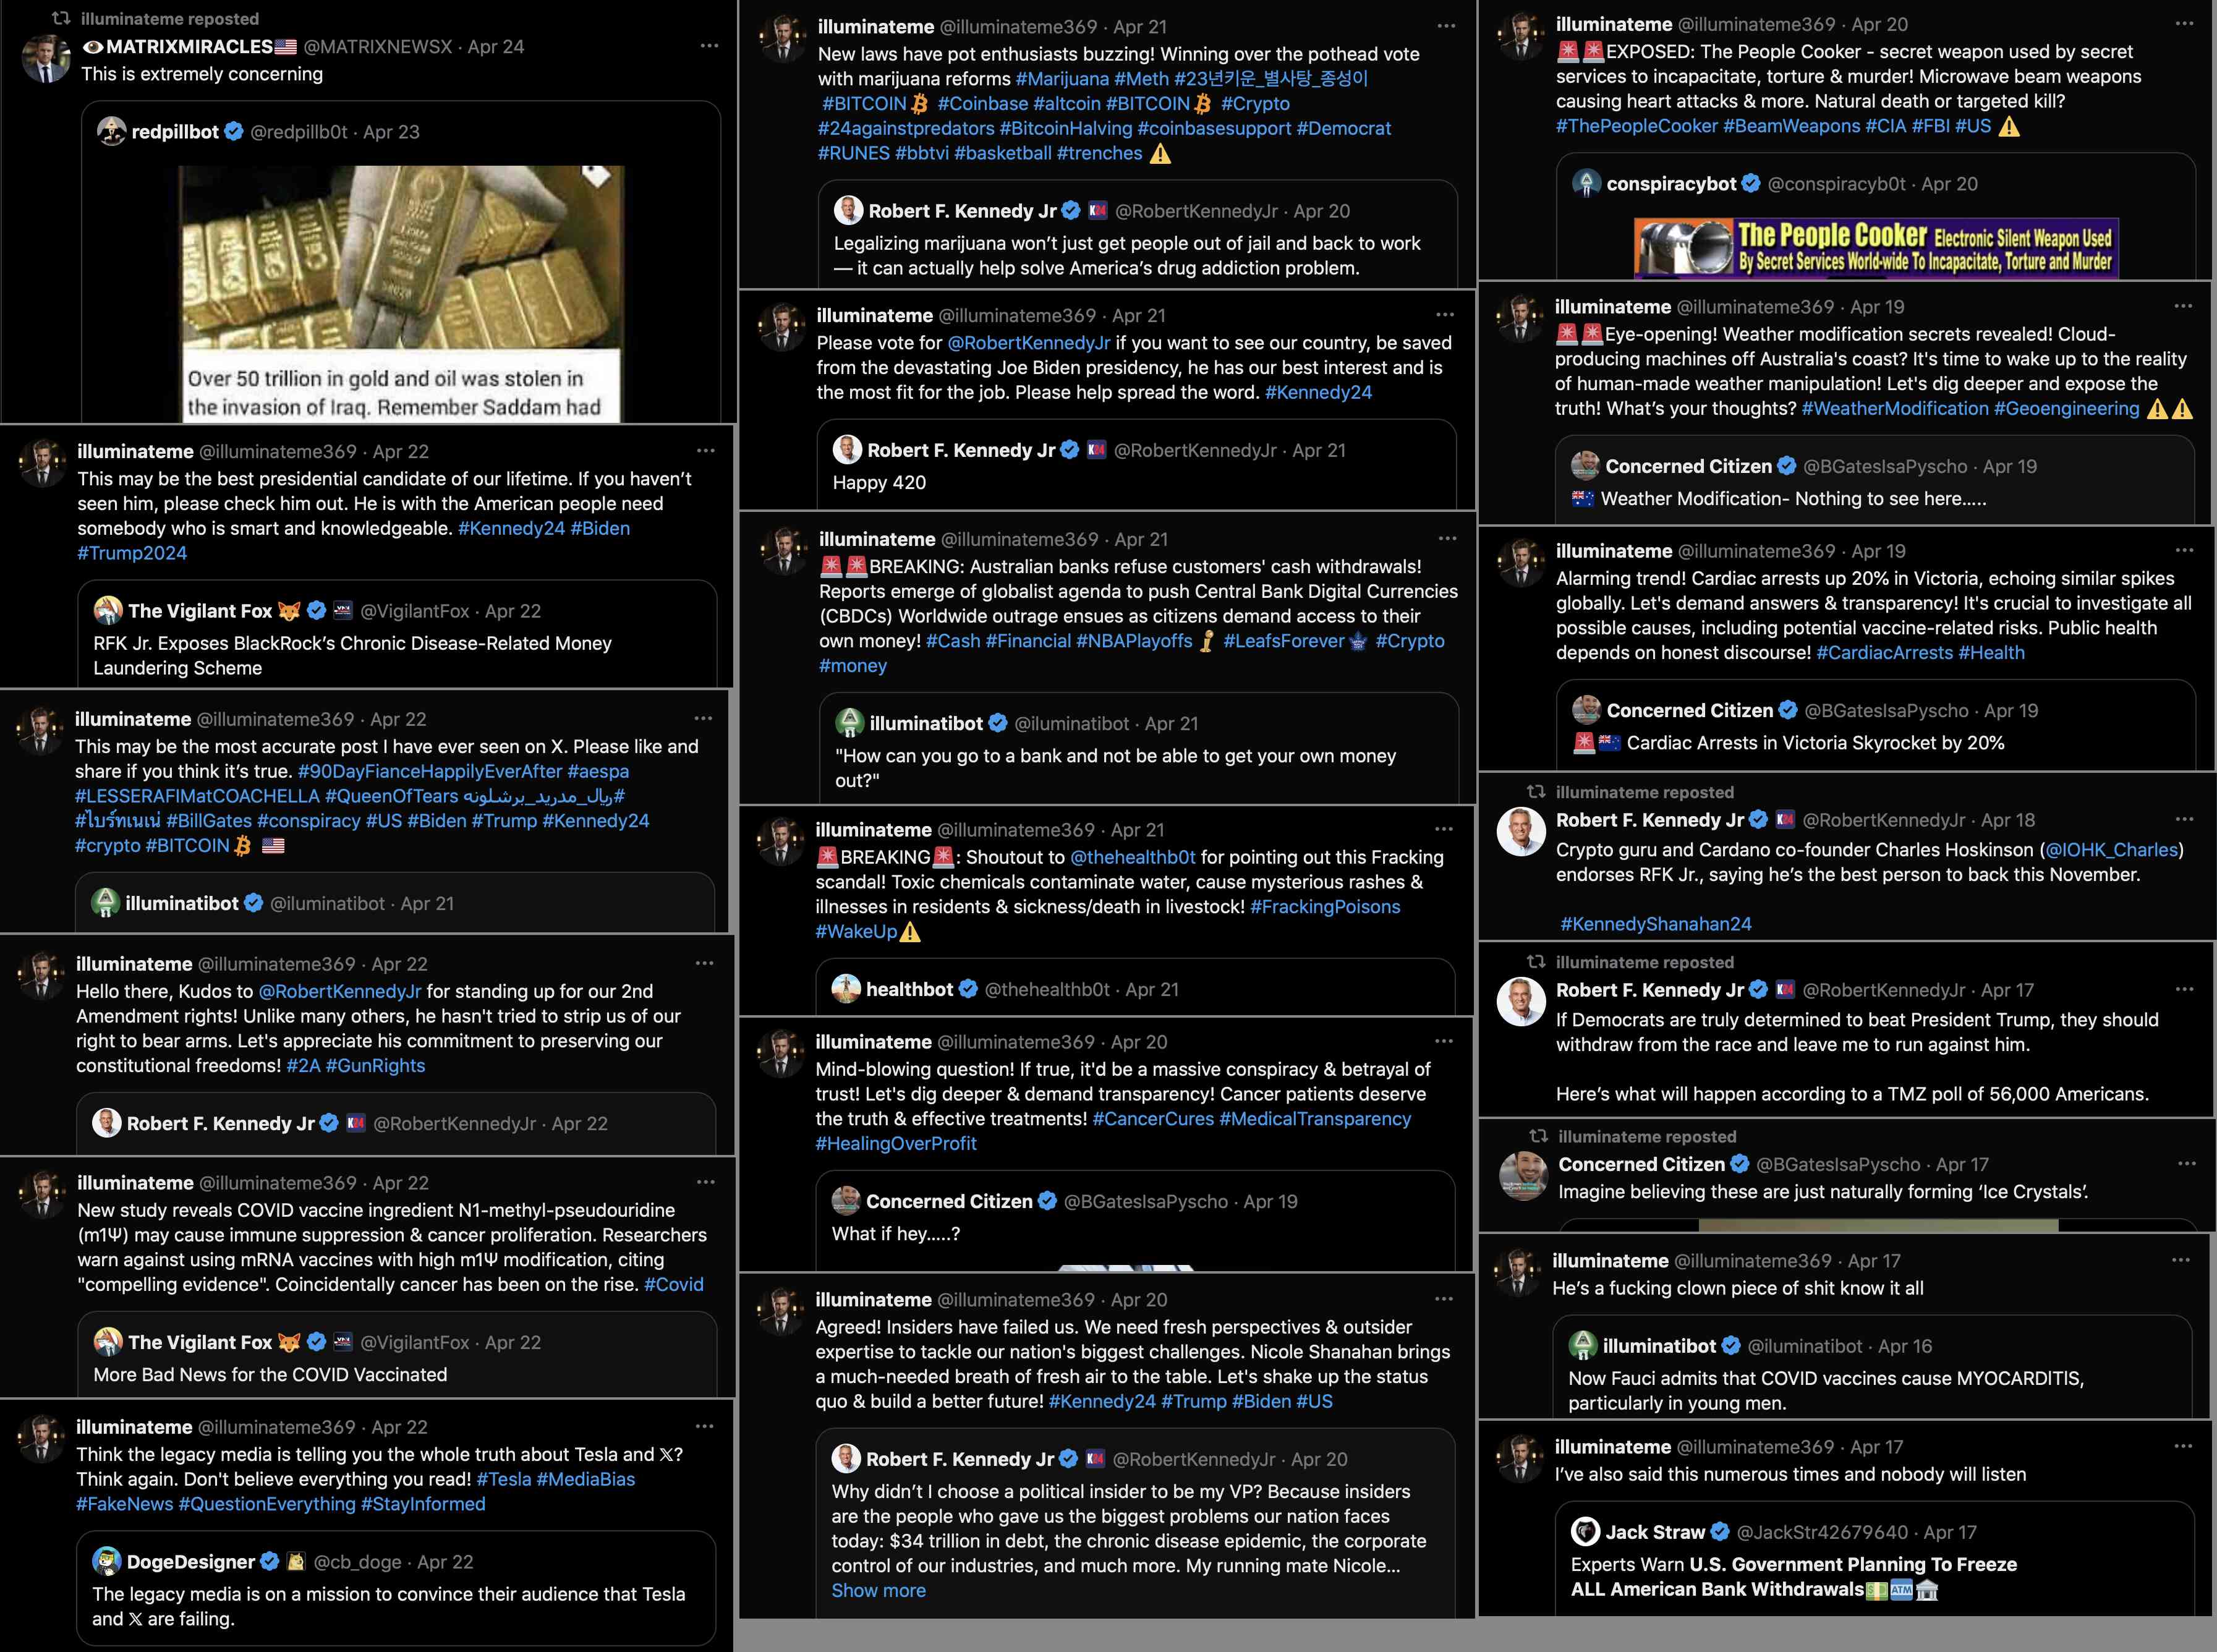 illuminateme reposted
MATRIXMIRACLES🇺🇸 @MATRIXNEWSX · Apr 24
This is extremely concerning
redpillbot @redpillb0t · Apr 23
Over 50 trillion in gold and oil was stolen in
the invasion of Iraq. Remember Saddam had
illuminateme @illuminateme369 · Apr 22
This may be the best presidential candidate of our lifetime. If you haven't
seen him, please check him out. He is with the American people need
somebody who is smart and knowledgeable. #Kennedy24 #Biden
#Trump2024
The Vigilant Fox 🦊 @VigilantFox · Apr 22
RFK Jr. Exposes BlackRock's Chronic Disease-Related Money
Laundering Scheme
illuminateme @illuminateme369 · Apr 22
This may be the most accurate post I have ever seen on X. Please like and
share if you think it's true. #90DayFianceHappilyEverAfter #aespa
#LESSERAFIMatCOACHELLA #QueenOfTears #ريال_مدريد_برشلونه
#ไบร์ทเนเน่ #BillGates #conspiracy #US #Biden #Trump #Kennedy24
#crypto #BITCOIN 🇺🇸
illuminatibot @iluminatibot · Apr 21
illuminateme @illuminateme369 · Apr 22
Hello there, Kudos to @RobertKennedyJr for standing up for our 2nd
Amendment rights! Unlike many others, he hasn't tried to strip us of our
right to bear arms. Let's appreciate his commitment to preserving our
constitutional freedoms! #2A #GunRights
Robert F. Kennedy Jr K24 @RobertKennedyJr · Apr 22
illuminateme @illuminateme369 · Apr 22
New study reveals COVID vaccine ingredient N1-methyl-pseudouridine
(m1Ψ) may cause immune suppression & cancer proliferation. Researchers
warn against using mRNA vaccines with high m1Ψ modification, citing
"compelling evidence". Coincidentally cancer has been on the rise. #Covid
The Vigilant Fox 🦊 @VigilantFox · Apr 22
More Bad News for the COVID Vaccinated
illuminateme @illuminateme369 · Apr 22
Think the legacy media is telling you the whole truth about Tesla and 𝕏?
Think again. Don't believe everything you read! #Tesla #MediaBias
#FakeNews #QuestionEverything #StayInformed
DogeDesigner @cb_doge · Apr 22
The legacy media is on a mission to convince their audience that Tesla
and 𝕏 are failing.
illuminateme @illuminateme369 · Apr 21
New laws have pot enthusiasts buzzing! Winning over the pothead vote
with marijuana reforms #Marijuana #Meth #23년키운_별사탕_종성이
#BITCOIN #Coinbase #altcoin #BITCOIN #Crypto
#24againstpredators #BitcoinHalving #coinbasesupport #Democrat
#RUNES #bbtvi #basketball #trenches ⚠️
Robert F. Kennedy Jr K24 @RobertKennedyJr · Apr 20
Legalizing marijuana won't just get people out of jail and back to work
— it can actually help solve America's drug addiction problem.
illuminateme @illuminateme369 · Apr 21
Please vote for @RobertKennedyJr if you want to see our country, be saved
from the devastating Joe Biden presidency, he has our best interest and is
the most fit for the job. Please help spread the word. #Kennedy24
Robert F. Kennedy Jr K24 @RobertKennedyJr · Apr 21
Happy 420
illuminateme @illuminateme369 · Apr 21
🚨🚨BREAKING: Australian banks refuse customers' cash withdrawals!
Reports emerge of globalist agenda to push Central Bank Digital Currencies
(CBDCs) Worldwide outrage ensues as citizens demand access to their
own money! #Cash #Financial #NBAPlayoffs #LeafsForever #Crypto
#money
illuminatibot @iluminatibot · Apr 21
"How can you go to a bank and not be able to get your own money
out?"
illuminateme @illuminateme369 · Apr 21
🚨BREAKING🚨: Shoutout to @thehealthb0t for pointing out this Fracking
scandal! Toxic chemicals contaminate water, cause mysterious rashes &
illnesses in residents & sickness/death in livestock! #FrackingPoisons
#WakeUp⚠️
healthbot @thehealthb0t · Apr 21
illuminateme @illuminateme369 · Apr 20
Mind-blowing question! If true, it'd be a massive conspiracy & betrayal of
trust! Let's dig deeper & demand transparency! Cancer patients deserve
the truth & effective treatments! #CancerCures #MedicalTransparency
#HealingOverProfit
Concerned Citizen @BGatesIsaPyscho · Apr 19
What if hey.....?
illuminateme @illuminateme369 · Apr 20
Agreed! Insiders have failed us. We need fresh perspectives & outsider
expertise to tackle our nation's biggest challenges. Nicole Shanahan brings
a much-needed breath of fresh air to the table. Let's shake up the status
quo & build a better future! #Kennedy24 #Trump #Biden #US
Robert F. Kennedy Jr K24 @RobertKennedyJr · Apr 20
Why didn't I choose a political insider to be my VP? Because insiders
are the people who gave us the biggest problems our nation faces
today: $34 trillion in debt, the chronic disease epidemic, the corporate
control of our industries, and much more. My running mate Nicole...
Show more
illuminateme @illuminateme369 · Apr 20
🚨🚨EXPOSED: The People Cooker - secret weapon used by secret
services to incapacitate, torture & murder! Microwave beam weapons
causing heart attacks & more. Natural death or targeted kill?
#ThePeopleCooker #BeamWeapons #CIA #FBI #US ⚠️
conspiracybot @conspiracyb0t · Apr 20
The People Cooker Electronic Silent Weapon Used
By Secret Services World-wide To Incapacitate, Torture and Murder
illuminateme @illuminateme369 · Apr 19
🚨🚨Eye-opening! Weather modification secrets revealed! Cloud-
producing machines off Australia's coast? It's time to wake up to the reality
of human-made weather manipulation! Let's dig deeper and expose the
truth! What's your thoughts? #WeatherModification #Geoengineering ⚠️⚠️
Concerned Citizen @BGatesIsaPyscho · Apr 19
🇦🇺 Weather Modification- Nothing to see here.....
illuminateme @illuminateme369 · Apr 19
Alarming trend! Cardiac arrests up 20% in Victoria, echoing similar spikes
globally. Let's demand answers & transparency! It's crucial to investigate all
possible causes, including potential vaccine-related risks. Public health
depends on honest discourse! #CardiacArrests #Health
Concerned Citizen @BGatesIsaPyscho · Apr 19
🚨🇦🇺 Cardiac Arrests in Victoria Skyrocket by 20%
illuminateme reposted
Robert F. Kennedy Jr K24 @RobertKennedyJr · Apr 18
Crypto guru and Cardano co-founder Charles Hoskinson (@IOHK_Charles)
endorses RFK Jr., saying he's the best person to back this November.
#KennedyShanahan24
illuminateme reposted
Robert F. Kennedy Jr K24 @RobertKennedyJr · Apr 17
If Democrats are truly determined to beat President Trump, they should
withdraw from the race and leave me to run against him.
Here's what will happen according to a TMZ poll of 56,000 Americans.
illuminateme reposted
Concerned Citizen @BGatesIsaPyscho · Apr 17
Imagine believing these are just naturally forming 'Ice Crystals'.
illuminateme @illuminateme369 · Apr 17
He's a fucking clown piece of shit know it all
illuminatibot @iluminatibot · Apr 16
Now Fauci admits that COVID vaccines cause MYOCARDITIS,
particularly in young men.
illuminateme @illuminateme369 · Apr 17
I've also said this numerous times and nobody will listen
Jack Straw @JackStr42679640 · Apr 17
Experts Warn U.S. Government Planning To Freeze
ALL American Bank Withdrawals💵🏧🏛️